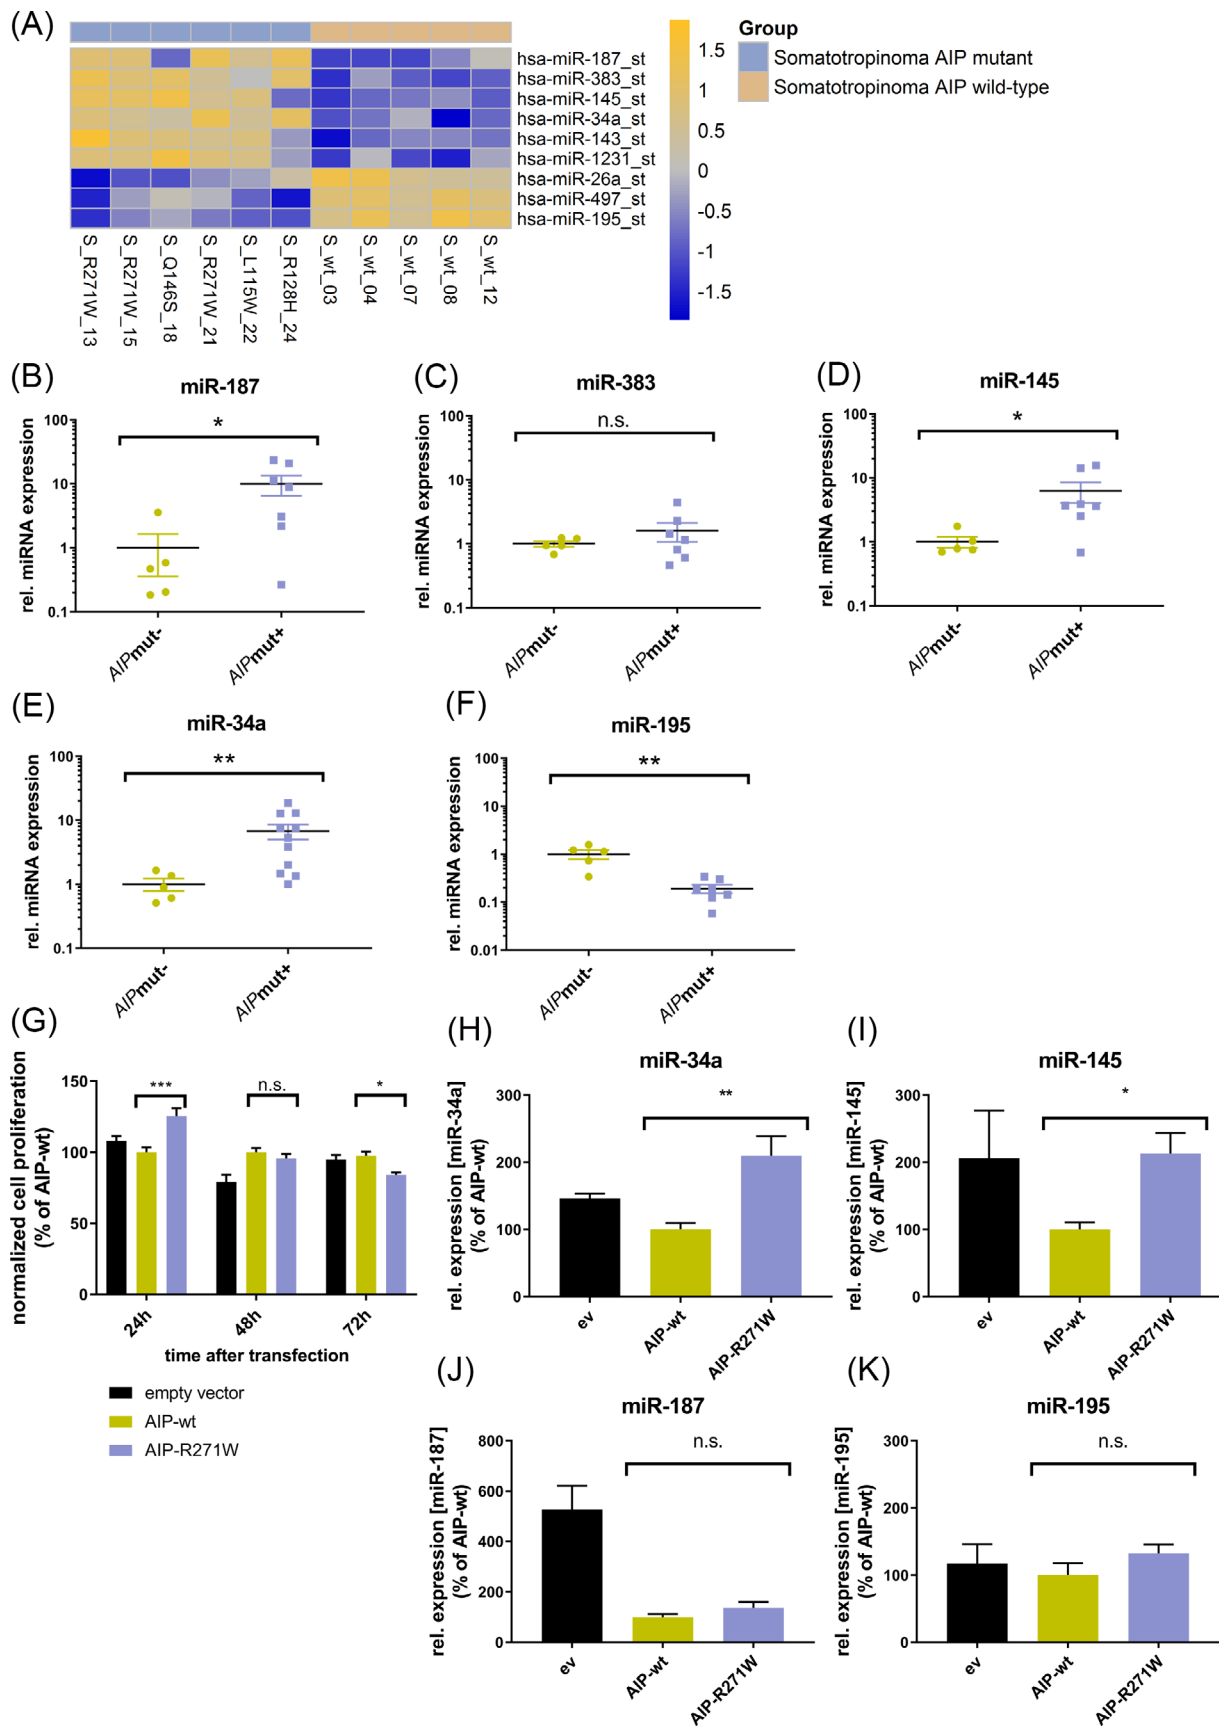 (A)
Group
Somatotropinoma AIP mutant
Somatotropinoma AIP wild-type
hsa-miR-187_st
hsa-miR-383_st
hsa-miR-145_st
hsa-miR-34a_st
hsa-miR-143_st
hsa-miR-1231_st
hsa-miR-26a_st
hsa-miR-497_st
hsa-miR-195_st
1.5
1
0.5
0
-0.5
-1
-1.5
S_R271W_13
S_R271W_15
S_Q146S_18
S_R271W_21
S_L115W_22
S_R128H_24
S_wt_03
S_wt_04
S_wt_07
S_wt_08
S_wt_12
(B)
miR-187
rel. miRNA expression
100
10
1
0.1
*
AIPmut-
AIPmut+
(C)
miR-383
rel. miRNA expression
100
10
1
0.1
n.s.
AIPmut-
AIPmut+
(D)
miR-145
rel. miRNA expression
100
10
1
0.1
*
AIPmut-
AIPmut+
(E)
miR-34a
rel. miRNA expression
100
10
1
0.1
**
AIPmut-
AIPmut+
(F)
miR-195
rel. miRNA expression
100
10
1
0.1
0.01
**
AIPmut-
AIPmut+
(G)
normalized cell proliferation
(% of AIP-wt)
150
100
50
0
***
n.s.
*
24h
48h
72h
time after transfection
empty vector
AIP-wt
AIP-R271W
(H)
miR-34a
rel. expression [miR-34a]
(% of AIP-wt)
300
200
100
0
**
ev
AIP-wt
AIP-R271W
(I)
miR-145
rel. expression [miR-145]
(% of AIP-wt)
300
200
100
0
*
ev
AIP-wt
AIP-R271W
(J)
miR-187
rel. expression [miR-187]
(% of AIP-wt)
800
600
400
200
0
n.s.
ev
AIP-wt
AIP-R271W
(K)
miR-195
rel. expression [miR-195]
(% of AIP-wt)
300
200
100
0
n.s.
ev
AIP-wt
AIP-R271W